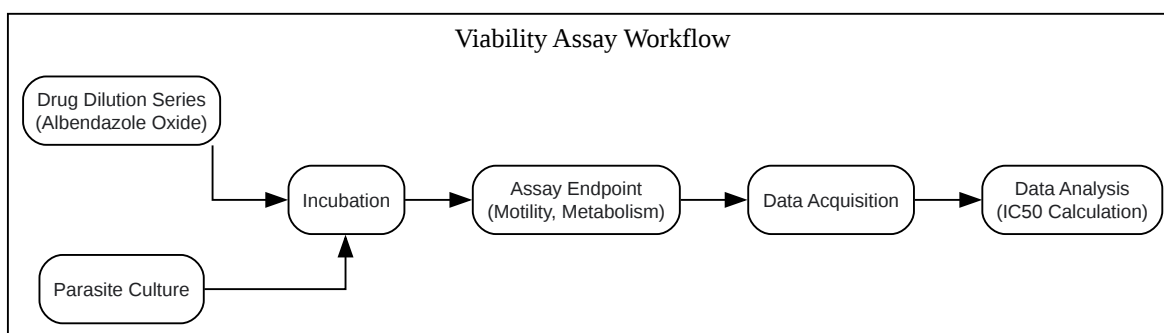 Viability Assay Workflow
Drug Dilution Series
(Albendazole Oxide)
Incubation
Assay Endpoint
(Motility, Metabolism)
Data Acquisition
Data Analysis
(IC50 Calculation)
Parasite Culture